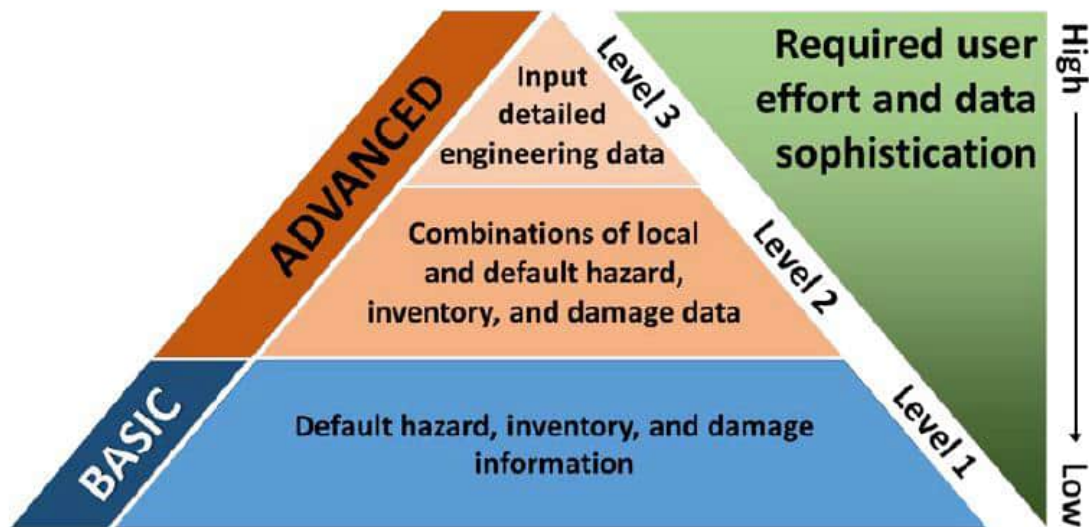 ADVANCED
BASIC
Input
detailed
engineering data
Combinations of local
and default hazard,
inventory, and damage data
Default hazard, inventory, and damage
information
Level 3
Level 2
Level 1
Required user
effort and data
sophistication
High
Low